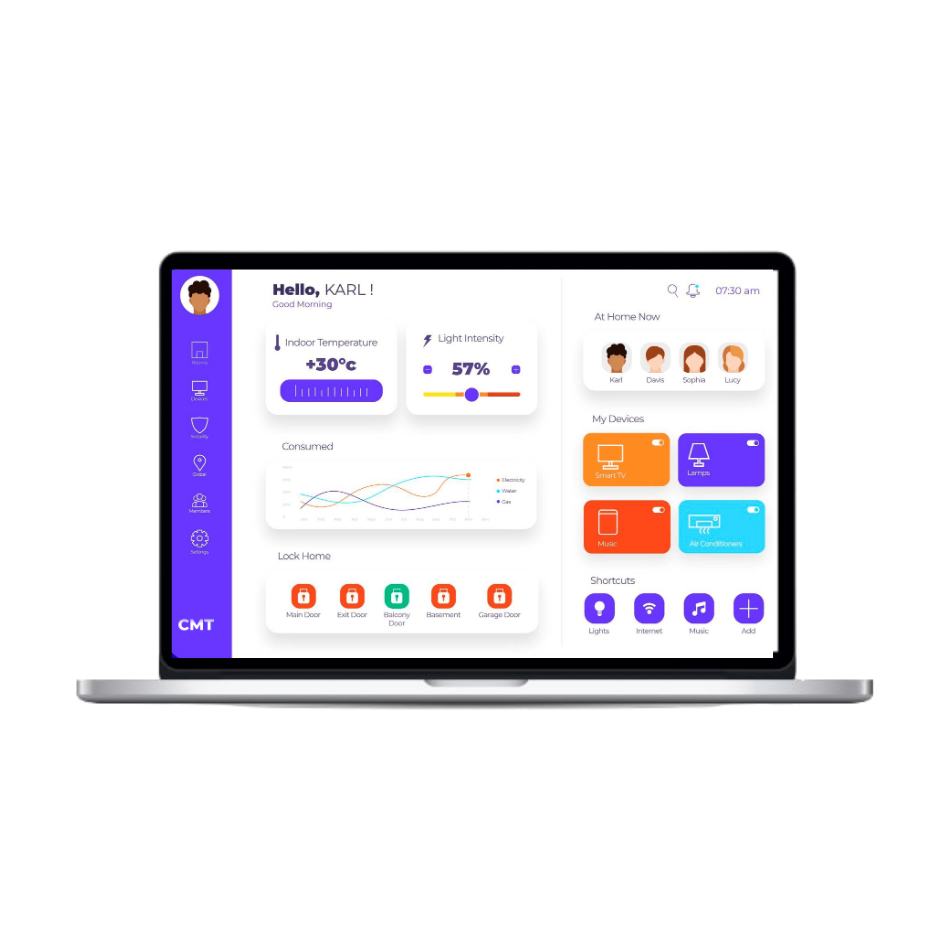 Hello, KARL !
Good Morning
07:30 am
Rooms
Devices
Security
Global
Members
Settings
CMT
Indoor Temperature
+30°c
Light Intensity
57%
Consumed
Electricity
Water
Gas
Lock Home
Main Door
Exit Door
Balcony
Door
Basement
Garage Door
At Home Now
Karl
Davis
Sophia
Lucy
My Devices
Smart TV
Lamps
Music
Air Conditioners
Shortcuts
Lights
Internet
Music
Add